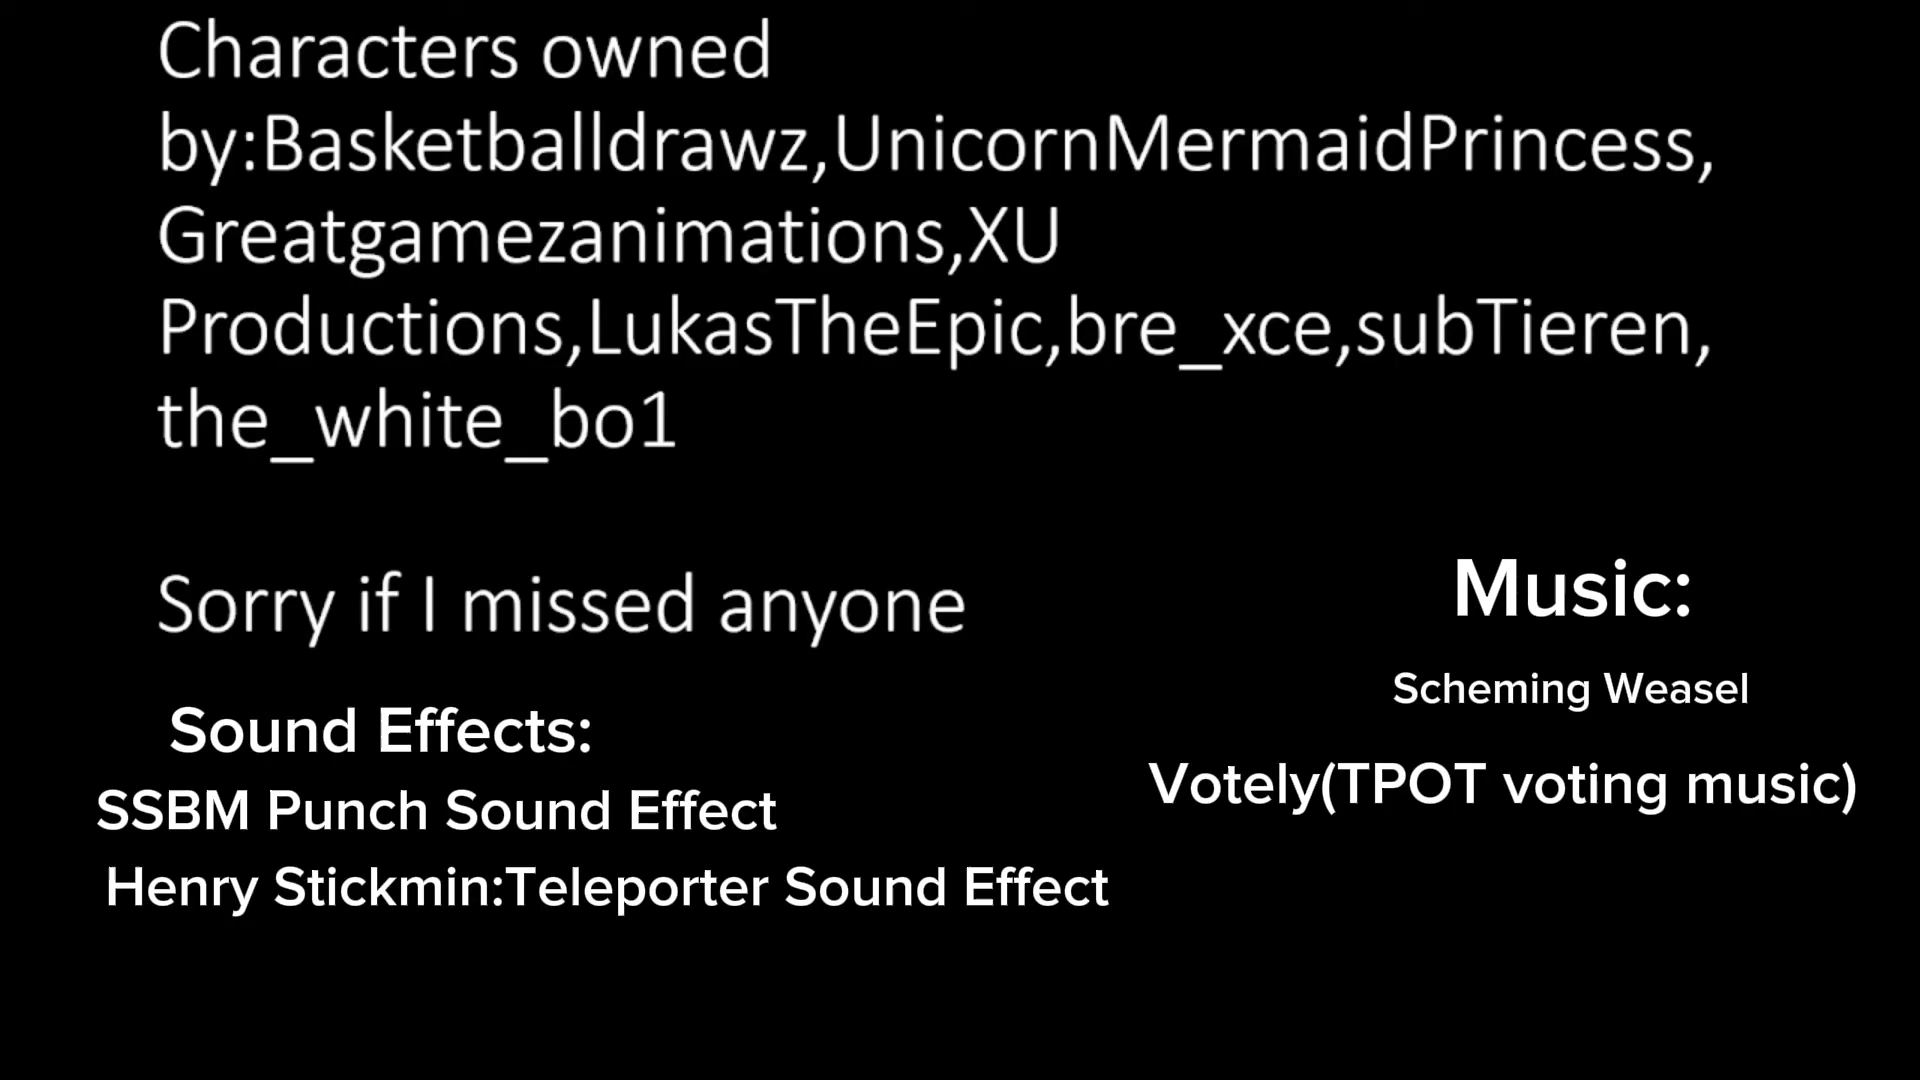 Characters owned
by:Basketballdrawz,UnicornMermaidPrincess,
Greatgamezanimations,XU
Productions,LukasTheEpic,bre_xce,subTieren,
the_white_bo1
Sorry if I missed anyone
Sound Effects:
SSBM Punch Sound Effect
Henry Stickmin:Teleporter Sound Effect
Music:
Scheming Weasel
Votely(TPOT voting music)